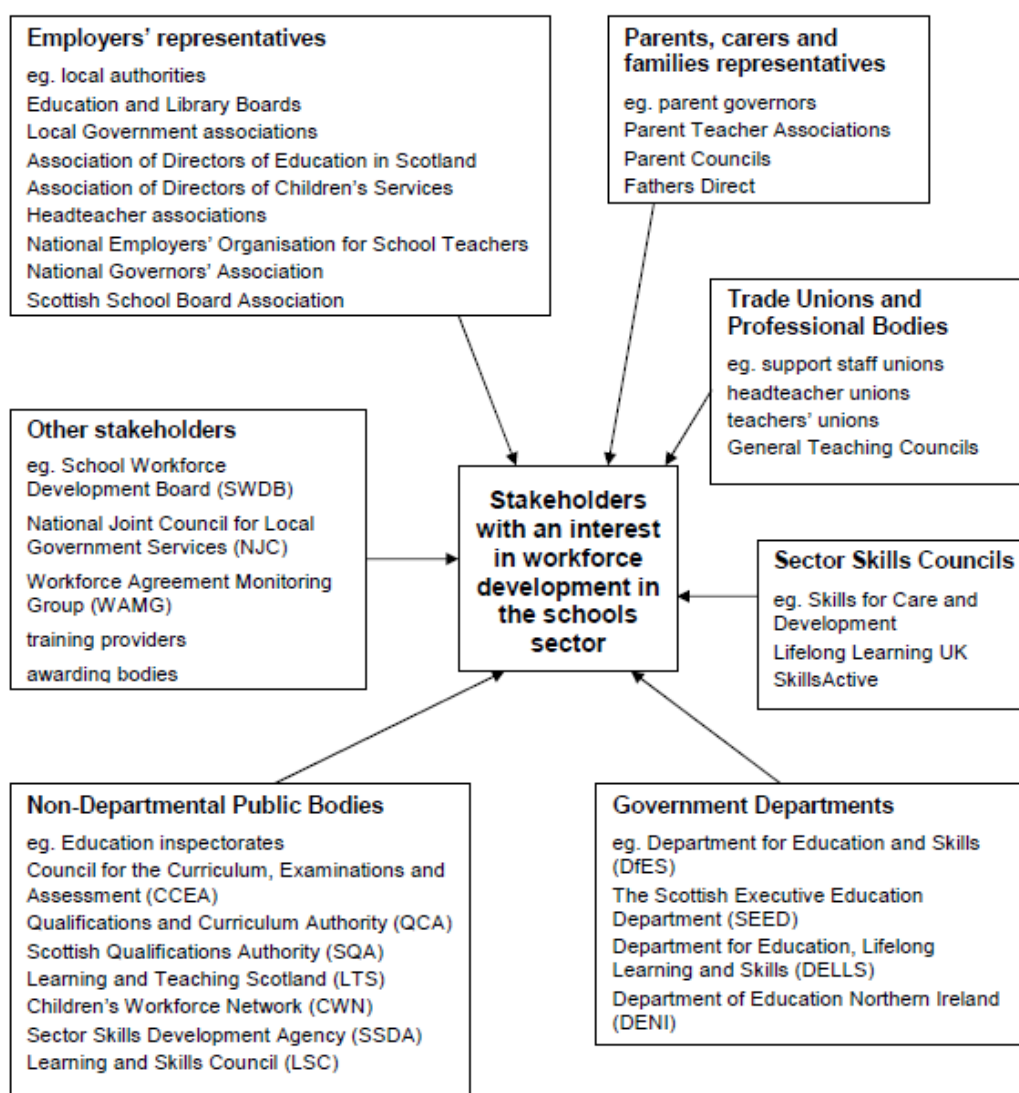 Employers' representatives
eg. local authorities
Education and Library Boards
Local Government associations
Association of Directors of Education in Scotland
Association of Directors of Children's Services
Headteacher associations
National Employers' Organisation for School Teachers
National Governors' Association
Scottish School Board Association
Parents, carers and
families representatives
eg. parent governors
Parent Teacher Associations
Parent Councils
Fathers Direct
Trade Unions and
Professional Bodies
eg. support staff unions
headteacher unions
teachers' unions
General Teaching Councils
Other stakeholders
eg. School Workforce
Development Board (SWDB)
National Joint Council for Local
Government Services (NJC)
Workforce Agreement Monitoring
Group (WAMG)
training providers
awarding bodies
Stakeholders
with an interest
in workforce
development in
the schools
sector
Sector Skills Councils
eg. Skills for Care and
Development
Lifelong Learning UK
SkillsActive
Non-Departmental Public Bodies
eg. Education inspectorates
Council for the Curriculum, Examinations and
Assessment (CCEA)
Qualifications and Curriculum Authority (QCA)
Scottish Qualifications Authority (SQA)
Learning and Teaching Scotland (LTS)
Children's Workforce Network (CWN)
Sector Skills Development Agency (SSDA)
Learning and Skills Council (LSC)
Government Departments
eg. Department for Education and Skills
(DfES)
The Scottish Executive Education
Department (SEED)
Department for Education, Lifelong
Learning and Skills (DELLS)
Department of Education Northern Ireland
(DENI)